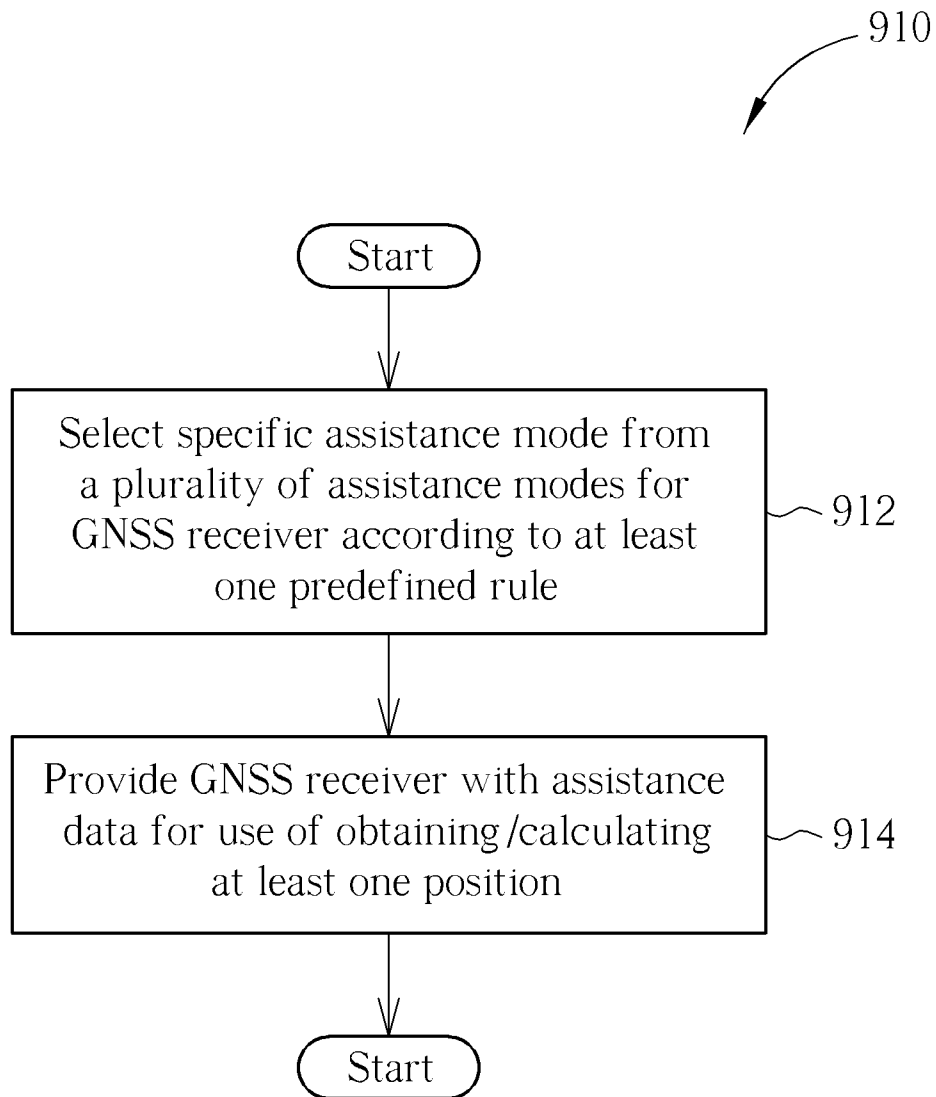 910
Start
Select specific assistance mode from
a plurality of assistance modes for
GNSS receiver according to at least
one predefined rule
912
Provide GNSS receiver with assistance
data for use of obtaining/calculating
at least one position
914
Start